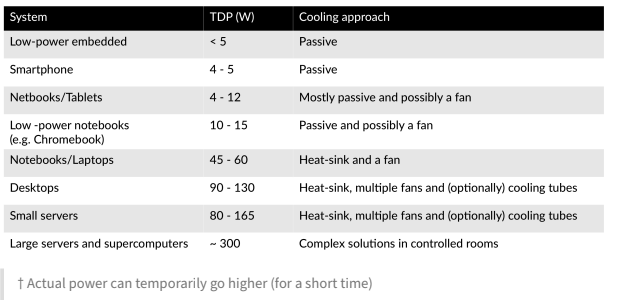 System TDP (W) Cooling approach
Low-power embedded < 5 Passive
Smartphone 4 - 5 Passive
Netbooks/Tablets 4 - 12 Mostly passive and possibly a fan
Low -power notebooks 10 - 15 Passive and possibly a fan
(e.g. Chromebook)
Notebooks/Laptops 45 - 60 Heat-sink and a fan
Desktops 90 - 130 Heat-sink, multiple fans and (optionally) cooling tubes
Small servers 80 - 165 Heat-sink, multiple fans and (optionally) cooling tubes
Large servers and supercomputers ~ 300 Complex solutions in controlled rooms
† Actual power can temporarily go higher (for a short time)